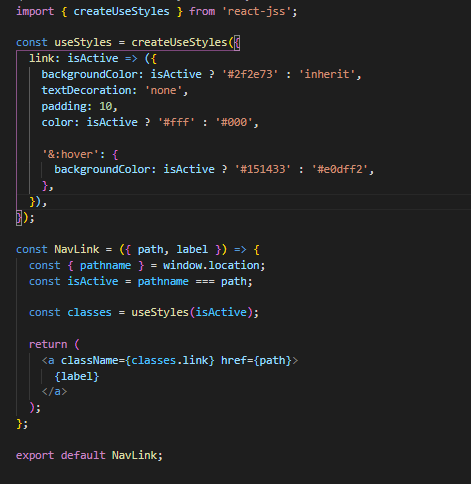 import { createUseStyles } from 'react-jss';
const useStyles = createUseStyles({
link: isActive => ({
backgroundColor: isActive ? '#2f2e73' : 'inherit',
textDecoration: 'none',
padding: 10,
color: isActive ? '#fff' : '#000',
'&:hover': {
backgroundColor: isActive ? '#151433' : '#e0dff2',
},
}),
});
const NavLink = ({ path, label }) => {
const { pathname } = window.location;
const isActive = pathname === path;
const classes = useStyles(isActive);
return (
<a className={classes.link} href={path}>
{label}
</a>
);
};
export default NavLink;